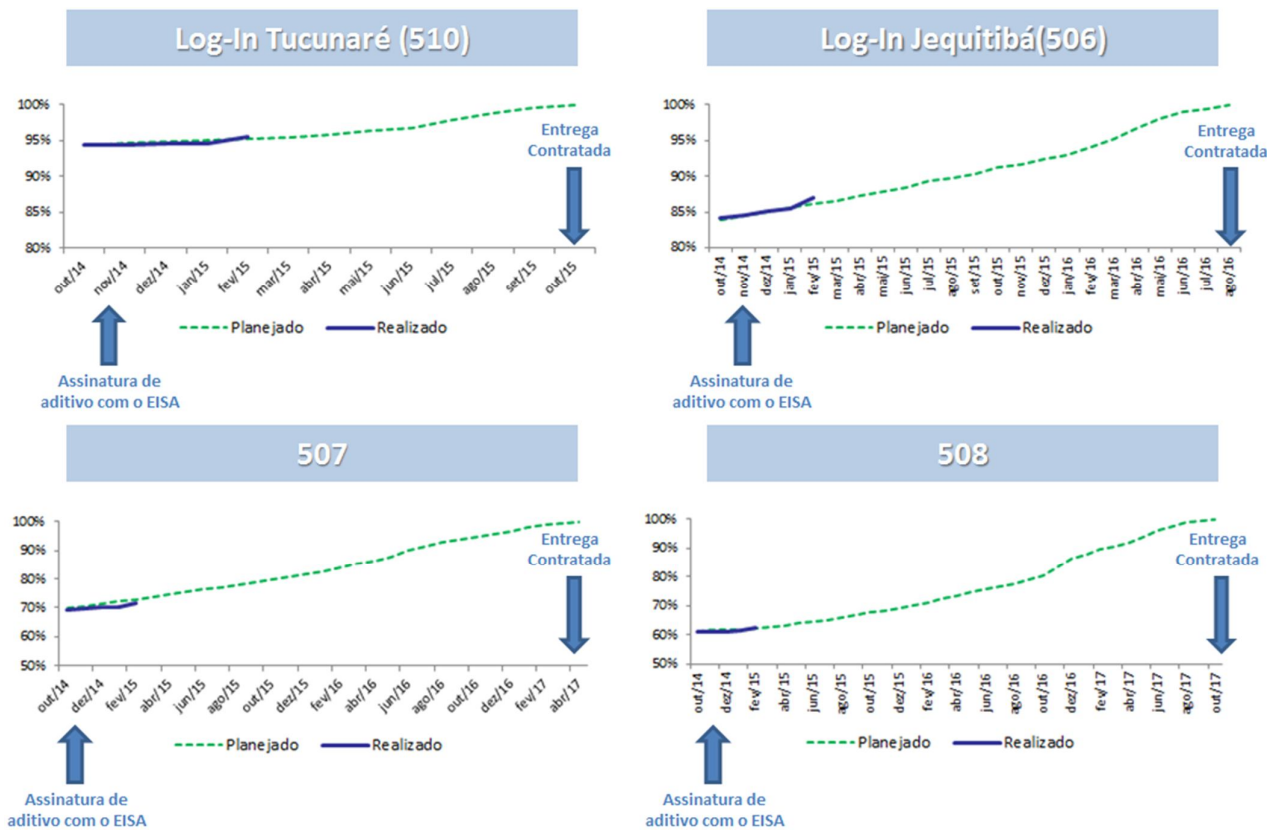 Log-In Tucunaré (510)
100%
95%
90%
85%
80%
out/14
nov/14
dez/14
jan/15
fev/15
mar/15
abr/15
mai/15
jun/15
jul/15
ago/15
set/15
out/15
Entrega
Contratada
Planejado
Realizado
Assinatura de
aditivo com o EISA
Log-In Jequitibá(506)
100%
95%
90%
85%
80%
out/14
nov/14
dez/14
jan/15
fev/15
mar/15
abr/15
mai/15
jun/15
jul/15
ago/15
set/15
out/15
nov/15
dez/15
jan/16
fev/16
mar/16
abr/16
mai/16
jun/16
jul/16
ago/16
Entrega
Contratada
Planejado
Realizado
Assinatura de
aditivo com o EISA
507
100%
90%
80%
70%
60%
50%
out/14
dez/14
fev/15
abr/15
jun/15
ago/15
out/15
dez/15
fev/16
abr/16
jun/16
ago/16
out/16
dez/16
fev/17
abr/17
Entrega
Contratada
Planejado
Realizado
Assinatura de
aditivo com o EISA
508
100%
90%
80%
70%
60%
50%
out/14
dez/14
fev/15
abr/15
jun/15
ago/15
out/15
dez/15
fev/16
abr/16
jun/16
ago/16
out/16
dez/16
fev/17
abr/17
jun/17
ago/17
out/17
Entrega
Contratada
Planejado
Realizado
Assinatura de
aditivo com o EISA